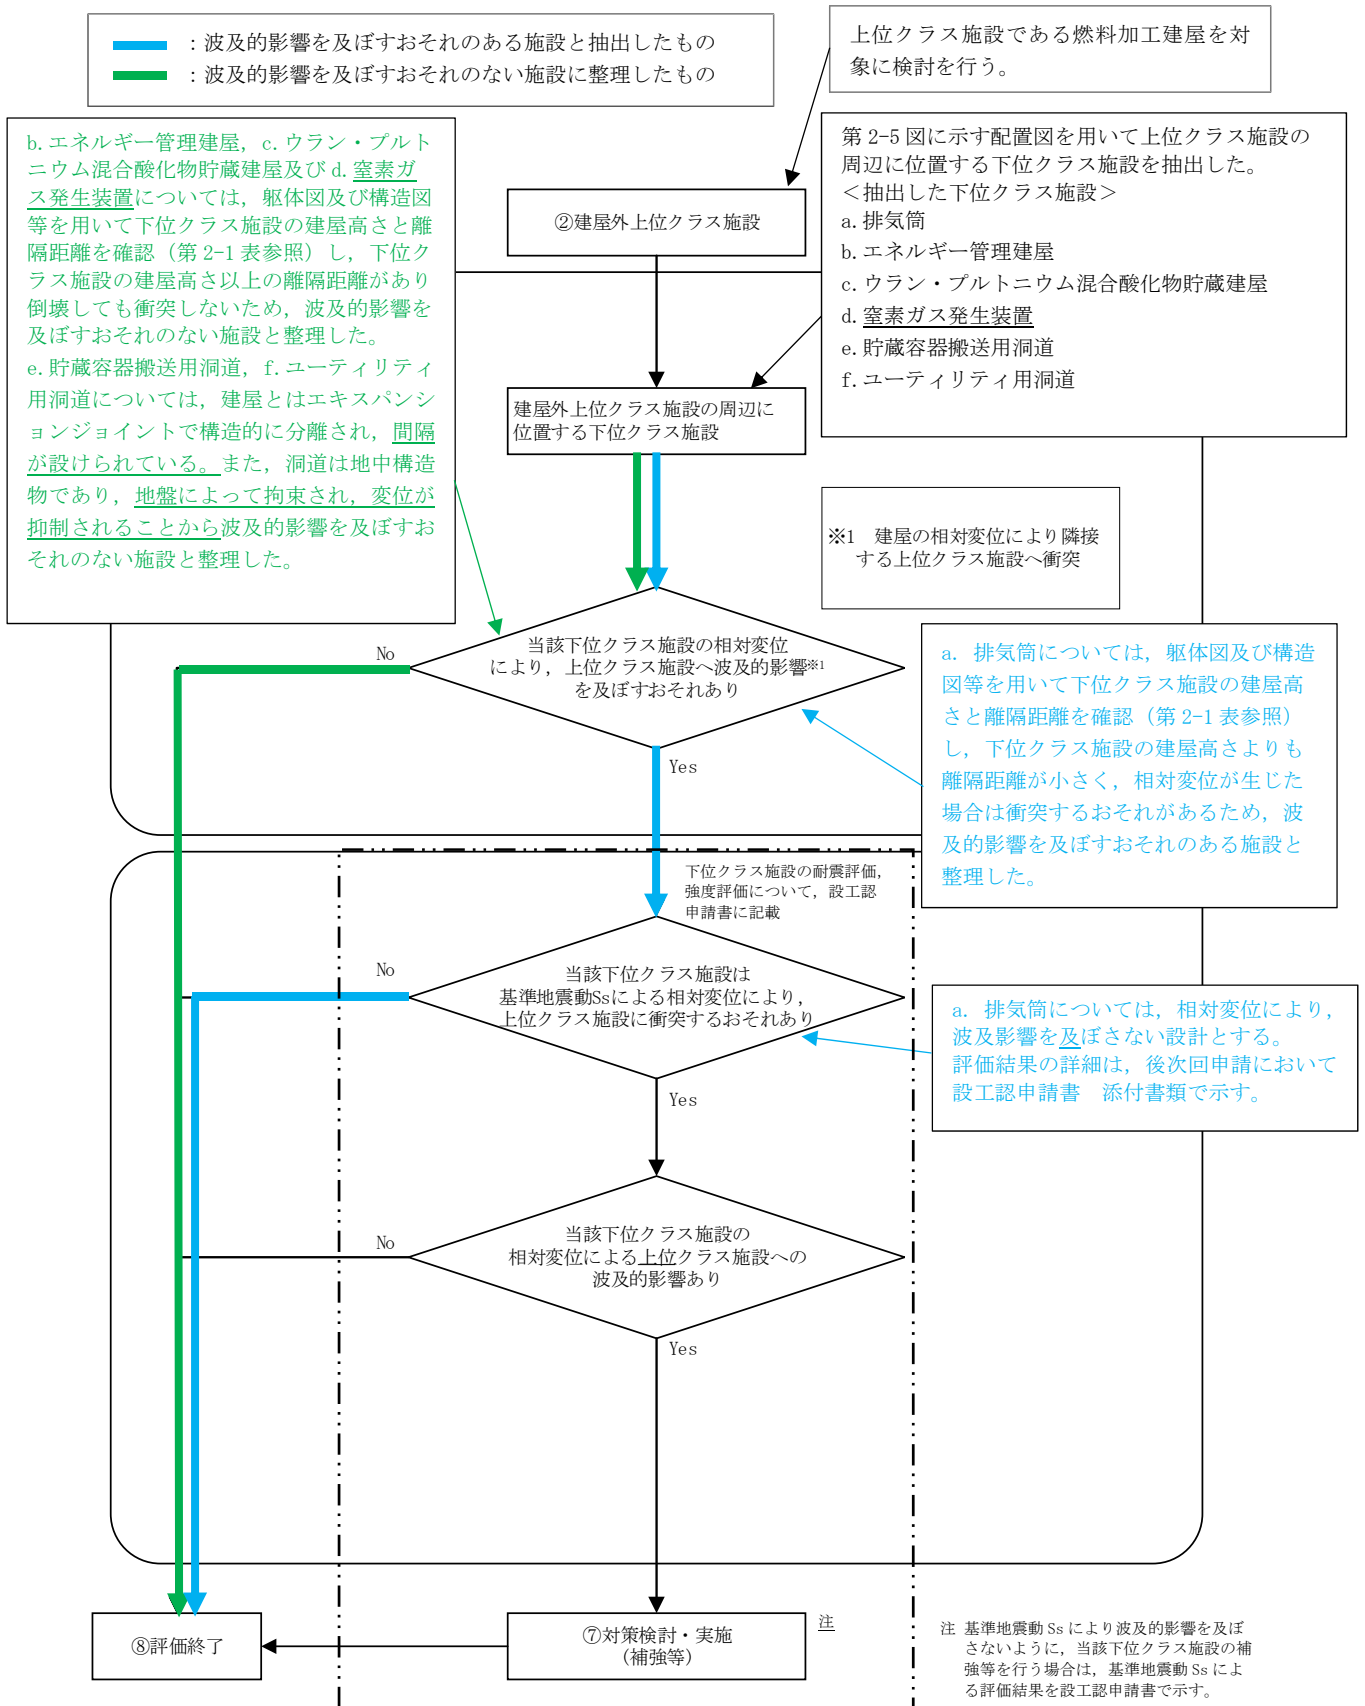 ：波及的影響を及ぼすおそれのある施設と抽出したもの
：波及的影響を及ぼすおそれのない施設に整理したもの
上位クラス施設である燃料加工建屋を対
象に検討を行う。
b.エネルギー管理建屋，c.ウラン・プルト
ニウム混合酸化物貯蔵建屋及び d.窒素ガ
ス発生装置については，躯体図及び構造図
等を用いて下位クラス施設の建屋高さと離
隔距離を確認（第 2-1 表参照）し，下位ク
ラス施設の建屋高さ以上の離隔距離があり
倒壊しても衝突しないため，波及的影響を
及ぼすおそれのない施設と整理した。
e.貯蔵容器搬送用洞道，f.ユーティリティ
用洞道については，建屋とはエキスパンシ
ョンジョイントで構造的に分離され，間隔
が設けられている。また，洞道は地中構造
物であり，地盤によって拘束され，変位が
抑制されることから波及的影響を及ぼすお
それのない施設と整理した。
第 2-5 図に示す配置図を用いて上位クラス施設の
周辺に位置する下位クラス施設を抽出した。
＜抽出した下位クラス施設＞
a.排気筒
b.エネルギー管理建屋
c.ウラン・プルトニウム混合酸化物貯蔵建屋
d.窒素ガス発生装置
e.貯蔵容器搬送用洞道
f.ユーティリティ用洞道
②建屋外上位クラス施設
建屋外上位クラス施設の周辺に
位置する下位クラス施設
※1　建屋の相対変位により隣接
する上位クラス施設へ衝突
当該下位クラス施設の相対変位
により，上位クラス施設へ波及的影響※1
を及ぼすおそれあり
No
Yes
a. 排気筒については，躯体図及び構造
図等を用いて下位クラス施設の建屋高
さと離隔距離を確認（第 2-1 表参照）
し，下位クラス施設の建屋高さよりも
離隔距離が小さく，相対変位が生じた
場合は衝突するおそれがあるため，波
及的影響を及ぼすおそれのある施設と
整理した。
下位クラス施設の耐震評価，
強度評価について，設工認
申請書に記載
No
当該下位クラス施設は
基準地震動Ssによる相対変位により，
上位クラス施設に衝突するおそれあり
Yes
a. 排気筒については，相対変位により，
波及影響を及ぼさない設計とする。
評価結果の詳細は，後次回申請において
設工認申請書　添付書類で示す。
No
当該下位クラス施設の
相対変位による上位クラス施設への
波及的影響あり
Yes
⑧評価終了
⑦対策検討・実施
（補強等）
注
注 基準地震動 Ss により波及的影響を及ぼ
さないように，当該下位クラス施設の補
強等を行う場合は，基準地震動 Ss によ
る評価結果を設工認申請書で示す。